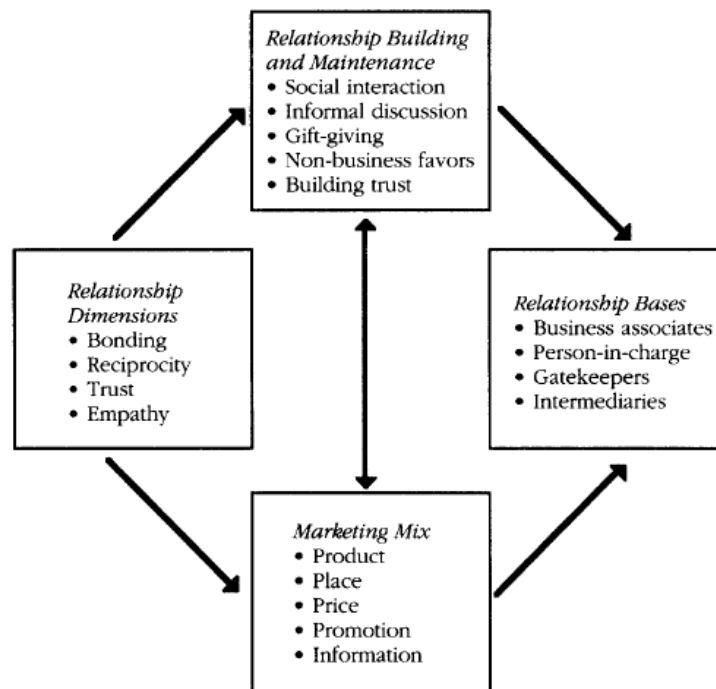 Relationship Building
and Maintenance
• Social interaction
• Informal discussion
• Gift-giving
• Non-business favors
• Building trust
Relationship
Dimensions
• Bonding
• Reciprocity
• Trust
• Empathy
Relationship Bases
• Business associates
• Person-in-charge
• Gatekeepers
• Intermediaries
Marketing Mix
• Product
• Place
• Price
• Promotion
• Information